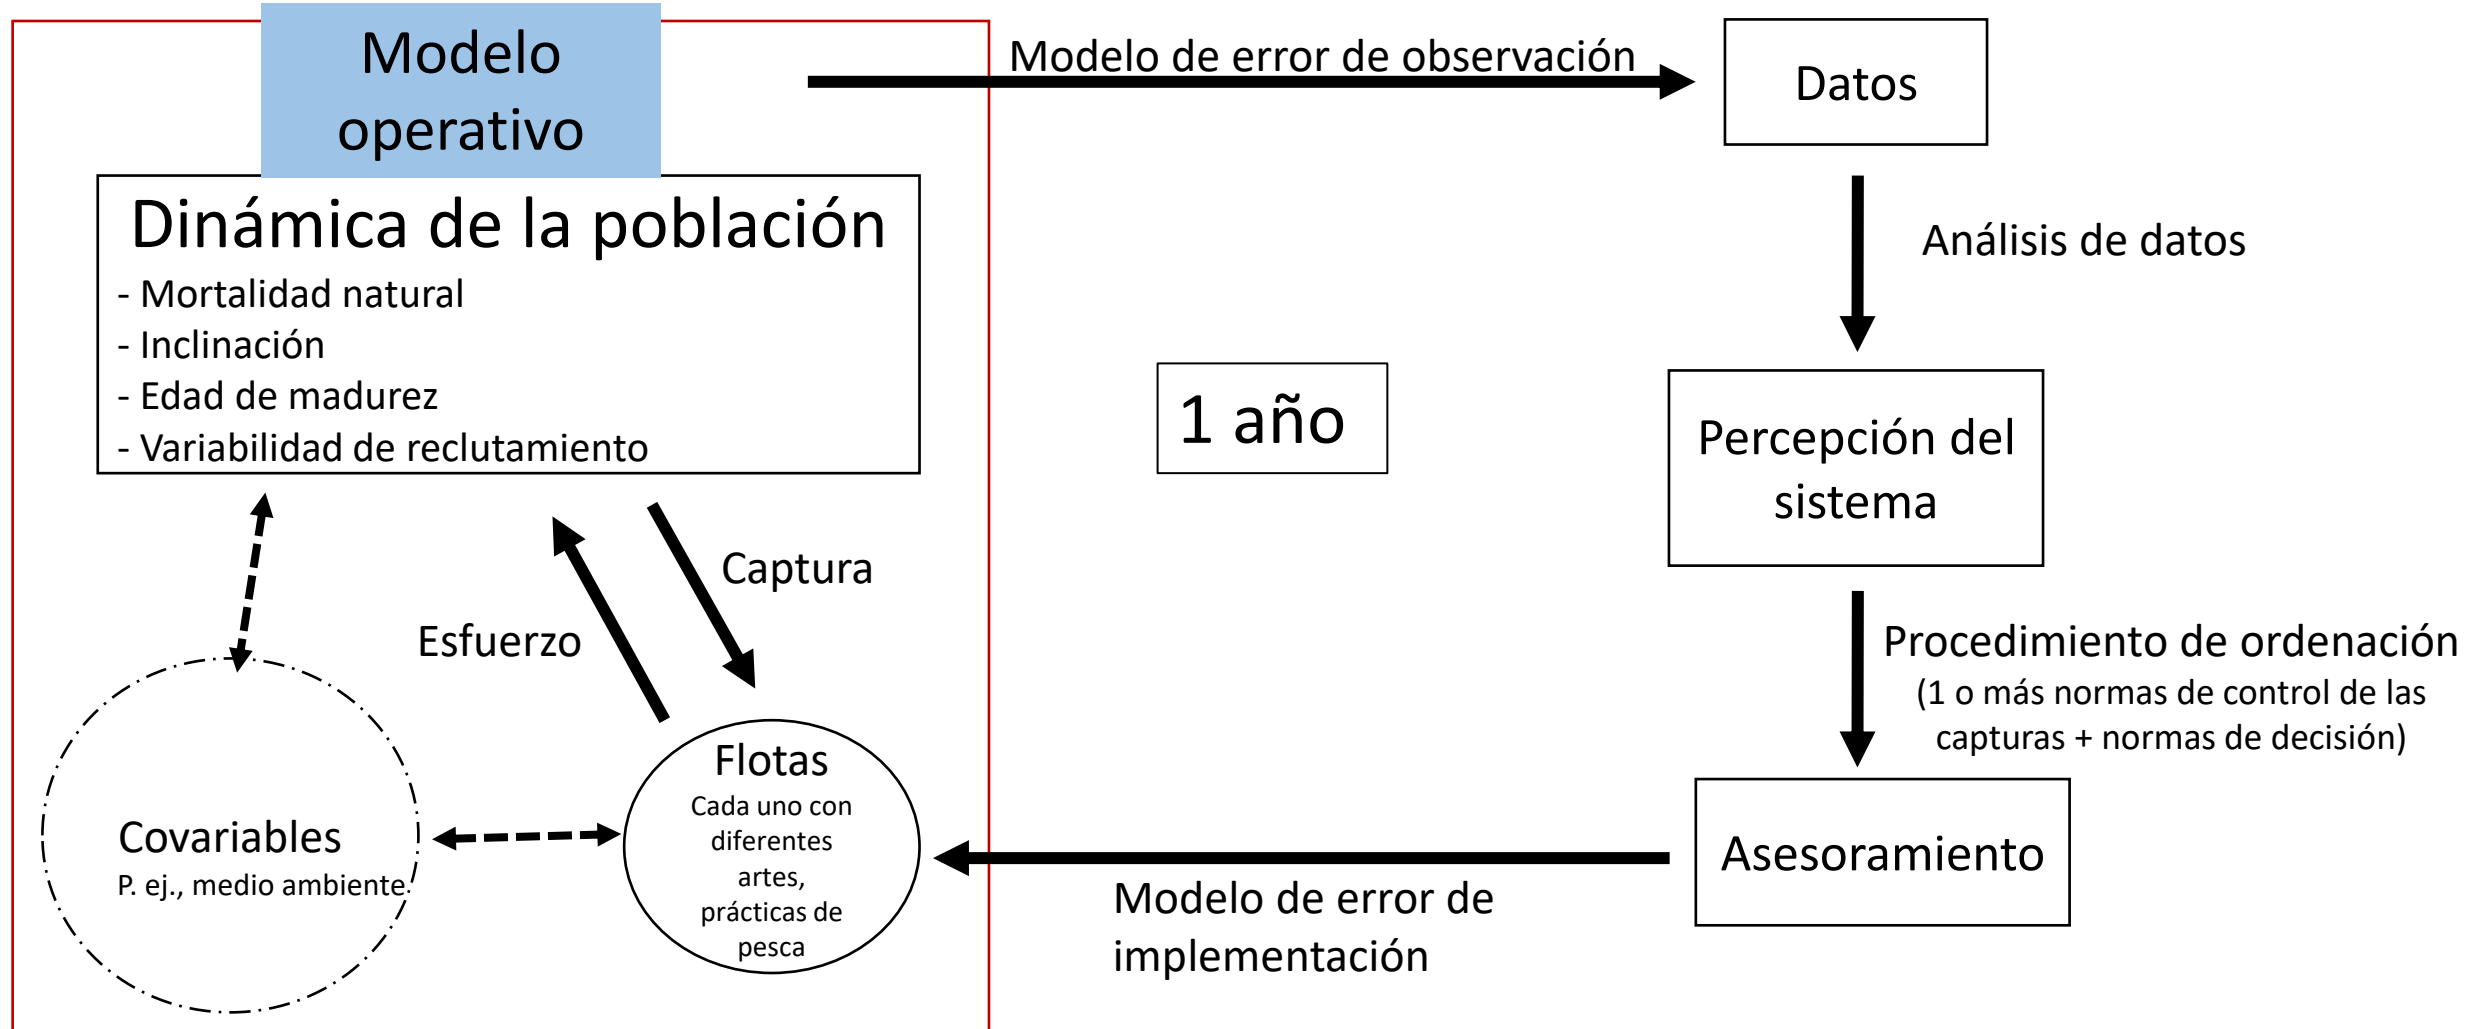 Modelo
operativo
Dinámica de la población
- Mortalidad natural
- Inclinación
- Edad de madurez
- Variabilidad de reclutamiento
Captura
Esfuerzo
Covariables
P. ej., medio ambiente
Flotas
Cada uno con
diferentes
artes,
prácticas de
pesca
Modelo de error de observación
1 año
Datos
Análisis de datos
Percepción del
sistema
Procedimiento de ordenación
(1 o más normas de control de las
capturas + normas de decisión)
Asesoramiento
Modelo de error de
implementación